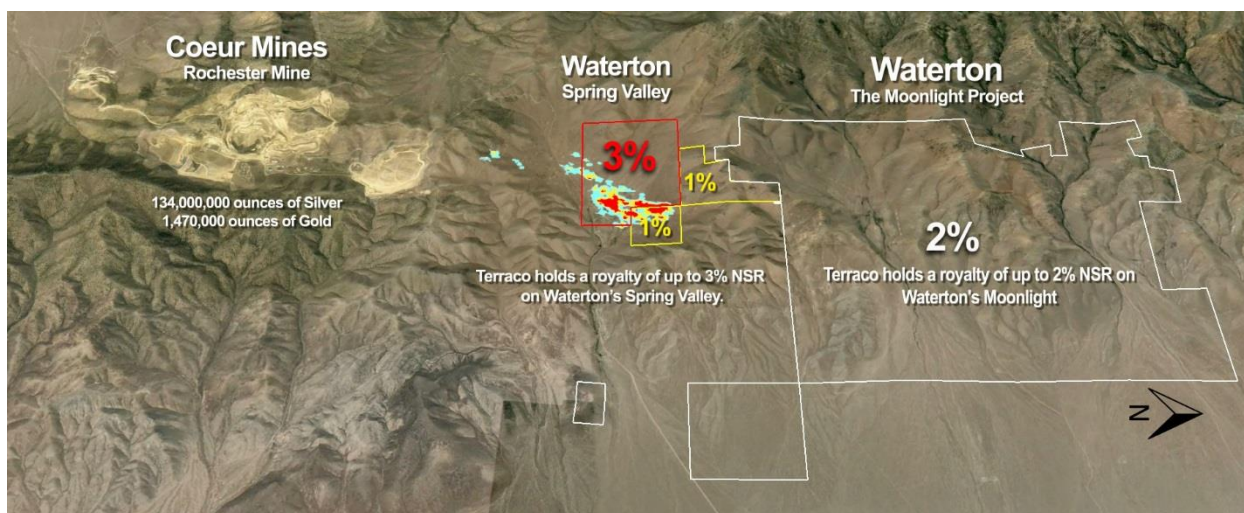 Coeur Mines
Rochester Mine
134,000,000 ounces of Silver
1,470,000 ounces of Gold
Waterton
Spring Valley
3%
1%
1%
Terraco holds a royalty of up to 3% NSR
on Waterton's Spring Valley.
Waterton
The Moonlight Project
2%
Terraco holds a royalty of up to 2% NSR on
Waterton's Moonlight
N